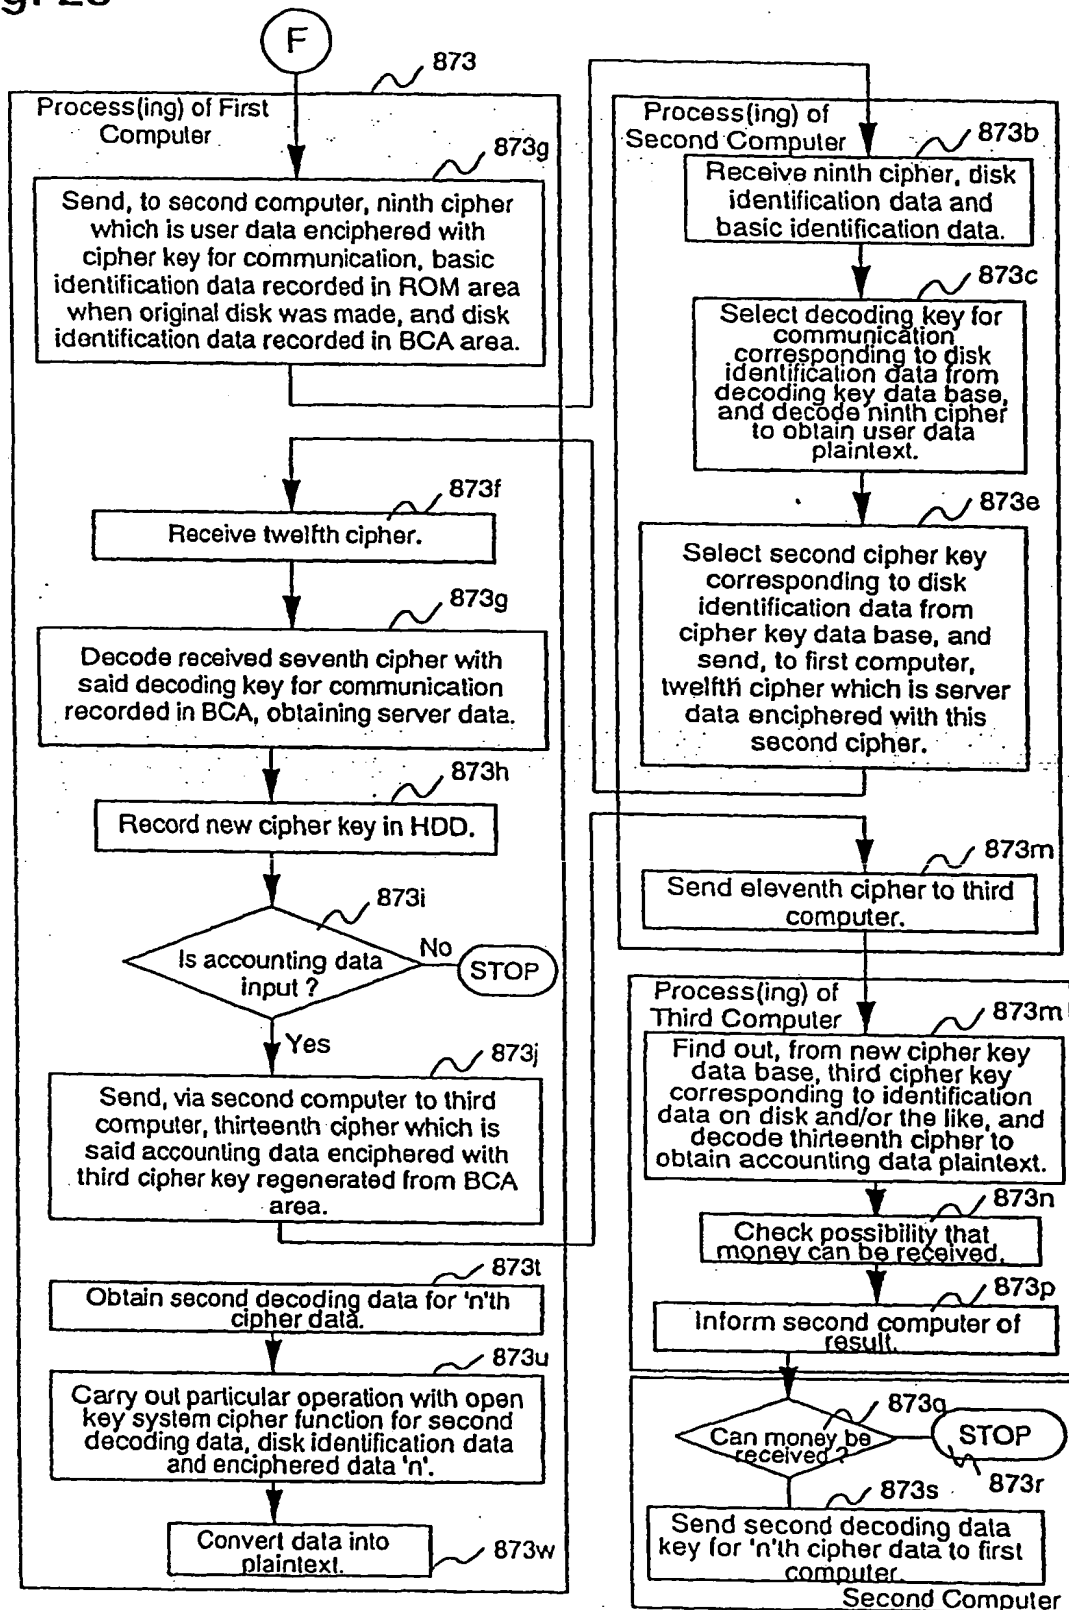 F
873
Process(ing) of First
Computer
873g
Send, to second computer, ninth cipher
which is user data enciphered with
cipher key for communication, basic
identification data recorded in ROM area
when original disk was made, and disk
identification data recorded in BCA area.
873f
Receive twelfth cipher.
873g
Decode received seventh cipher with
said decoding key for communication
recorded in BCA, obtaining server data.
873h
Record new cipher key in HDD.
873i
Is accounting data
input ?
No
STOP
Yes
873j
Send, via second computer to third
computer, thirteenth cipher which is
said accounting data enciphered with
third cipher key regenerated from BCA
area.
873t
Obtain second decoding data for 'n'th
cipher data.
873u
Carry out particular operation with open
key system cipher function for second
decoding data, disk identification data
and enciphered data 'n'.
Convert data into
plaintext.
873w
Process(ing) of
Second Computer
873b
Receive ninth cipher, disk
identification data and
basic identification data.
873c
Select decoding key for
communication
corresponding to disk
identification data from
decoding key data base,
and decode ninth cipher
to obtain user data
plaintext.
873e
Select second cipher key
corresponding to disk
identification data from
cipher key data base, and
send, to first computer,
twelfth cipher which is server
data enciphered with this
second cipher.
873m
Send eleventh cipher to third
computer.
Process(ing) of
Third Computer
873m
Find out, from new cipher key
data base, third cipher key
corresponding to identification
data on disk and/or the like, and
decode thirteenth cipher to
obtain accounting data plaintext.
873n
Check possibility that
money can be received.
873p
Inform second computer of
result.
873q
Can money be
received ?
STOP
873r
873s
Send second decoding data
key for 'n'th cipher data to first
computer.
Second Computer